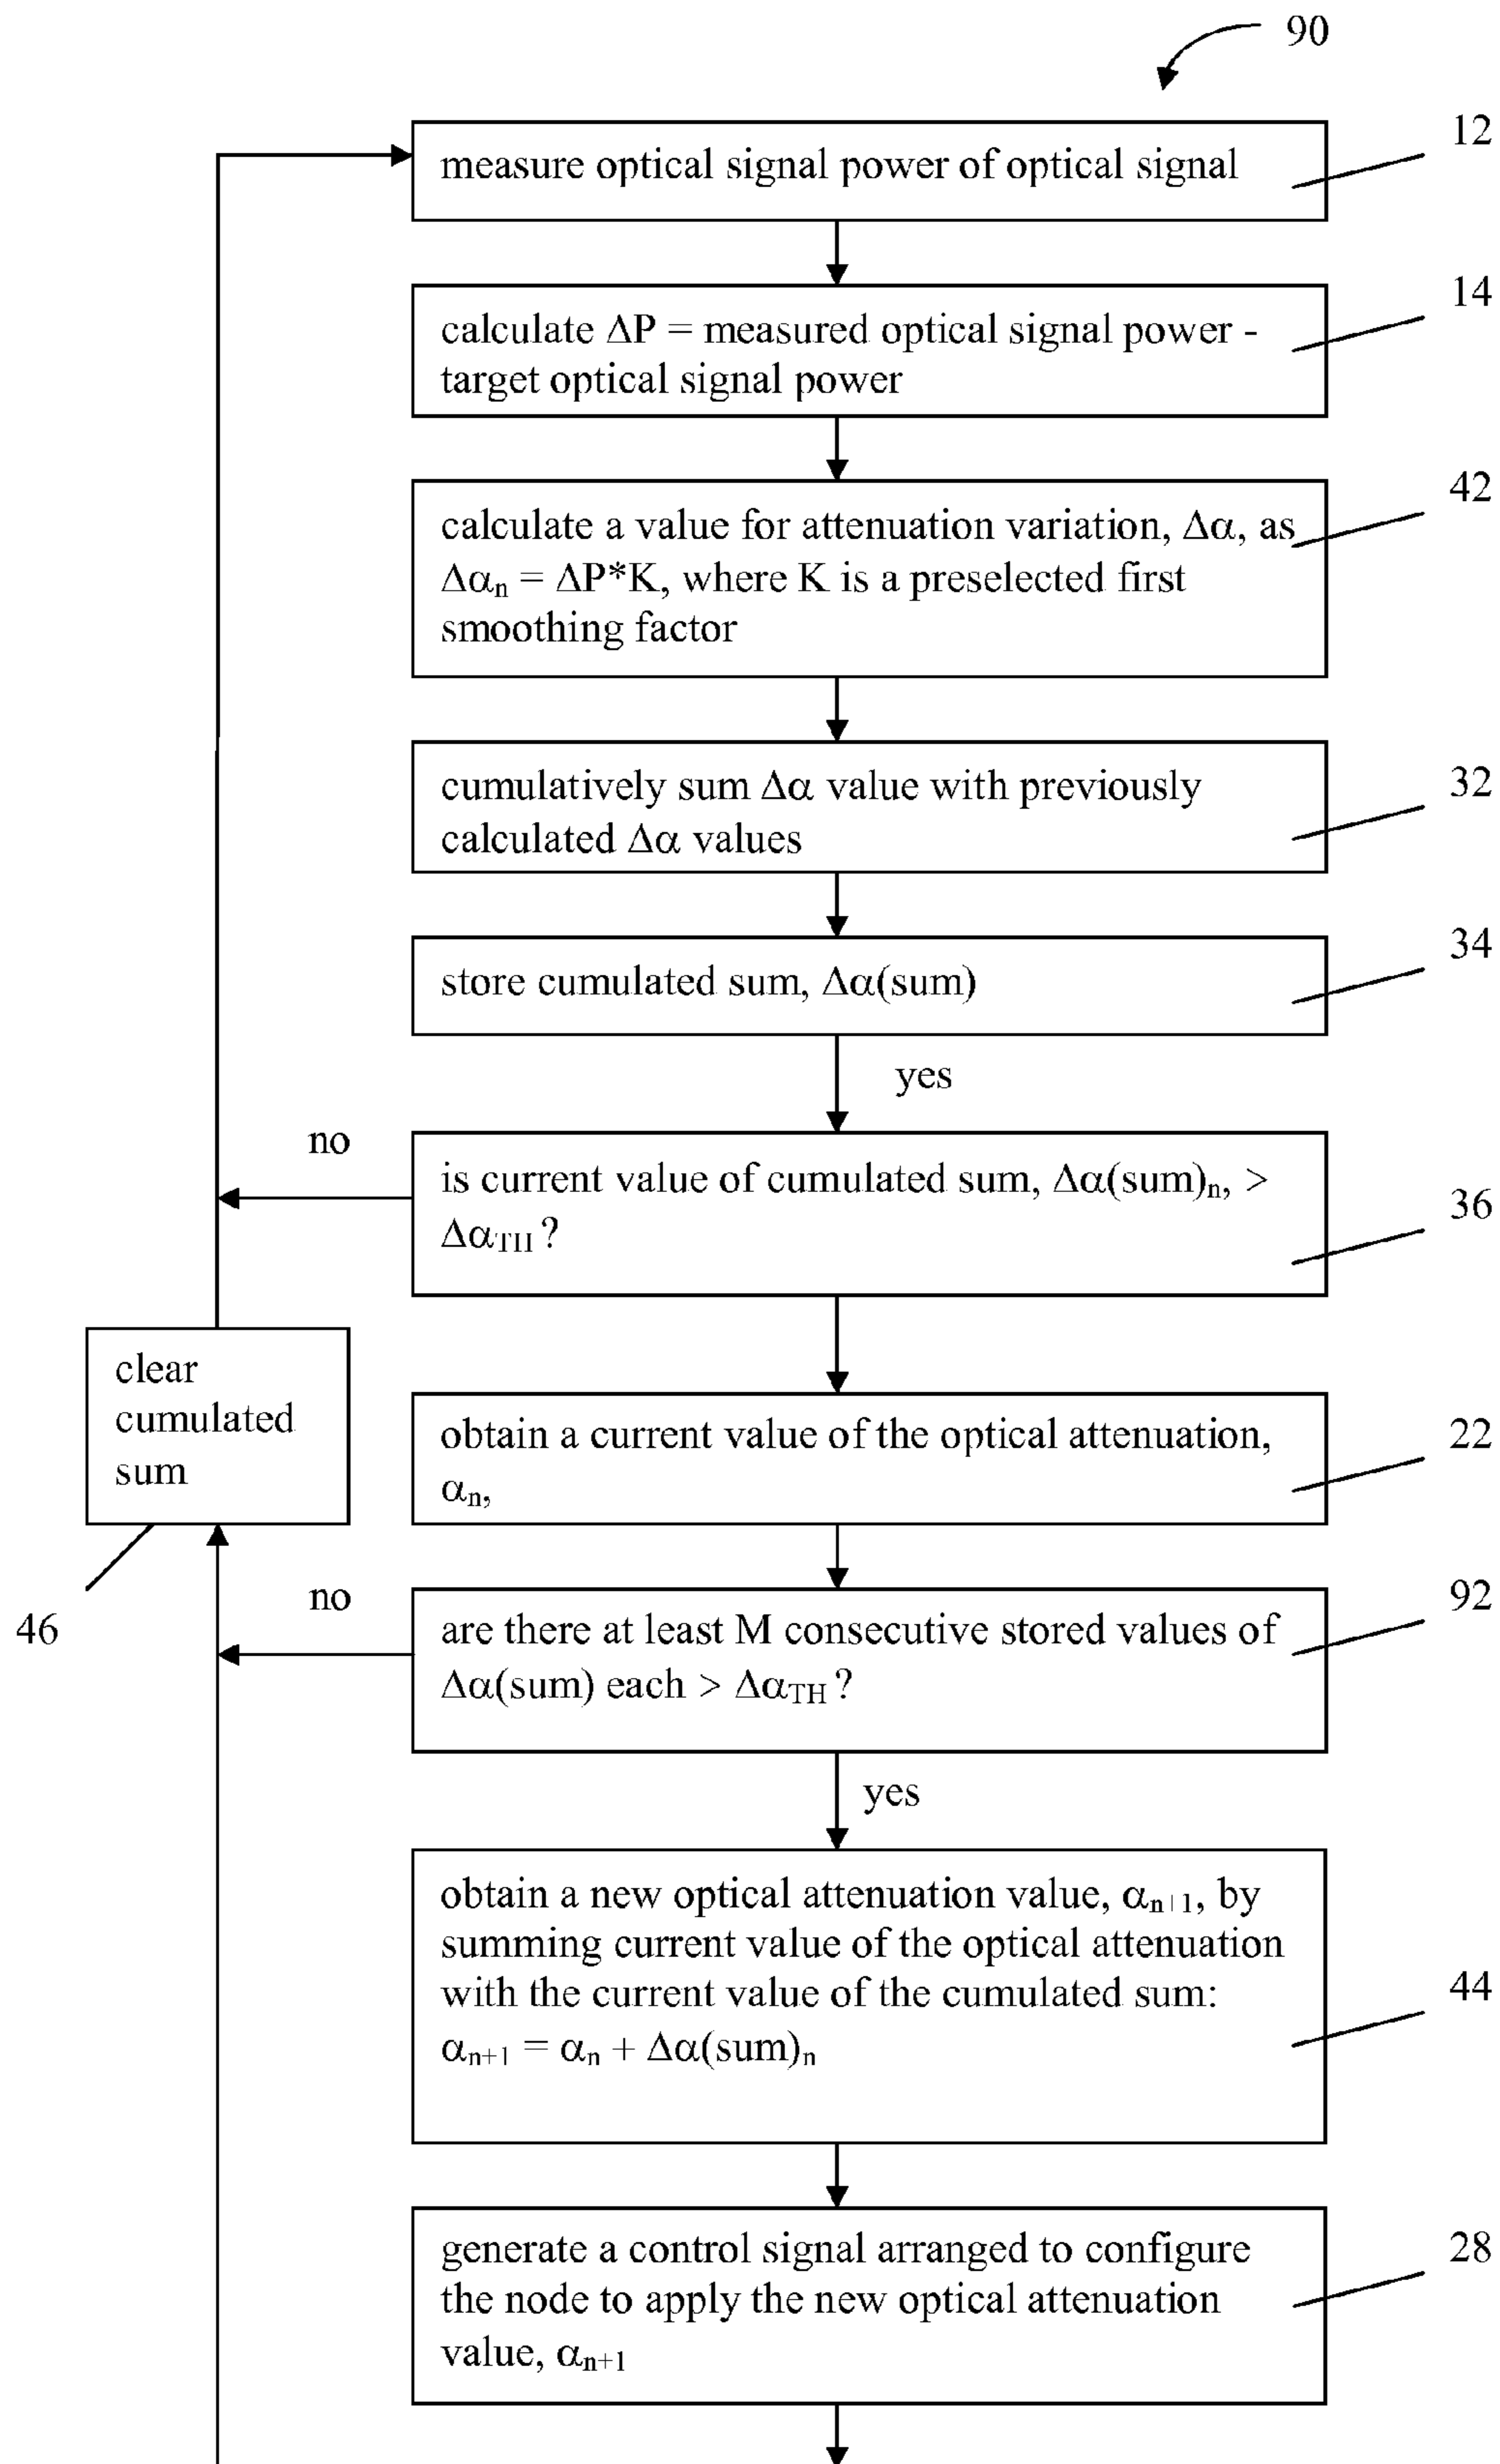 90
12
measure optical signal power of optical signal
14
calculate ΔP = measured optical signal power -
target optical signal power
42
calculate a value for attenuation variation, Δα, as
Δαn = ΔP*K, where K is a preselected first
smoothing factor
32
cumulatively sum Δα value with previously
calculated Δα values
34
store cumulated sum, Δα(sum)
yes
no
is current value of cumulated sum, Δα(sum)n, >
ΔαTH ?
36
clear
cumulated
sum
46
obtain a current value of the optical attenuation,
αn,
22
no
are there at least M consecutive stored values of
Δα(sum) each > ΔαTH ?
92
yes
obtain a new optical attenuation value, αn+1, by
summing current value of the optical attenuation
with the current value of the cumulated sum:
αn+1 = αn + Δα(sum)n
44
generate a control signal arranged to configure
the node to apply the new optical attenuation
value, αn+1
28